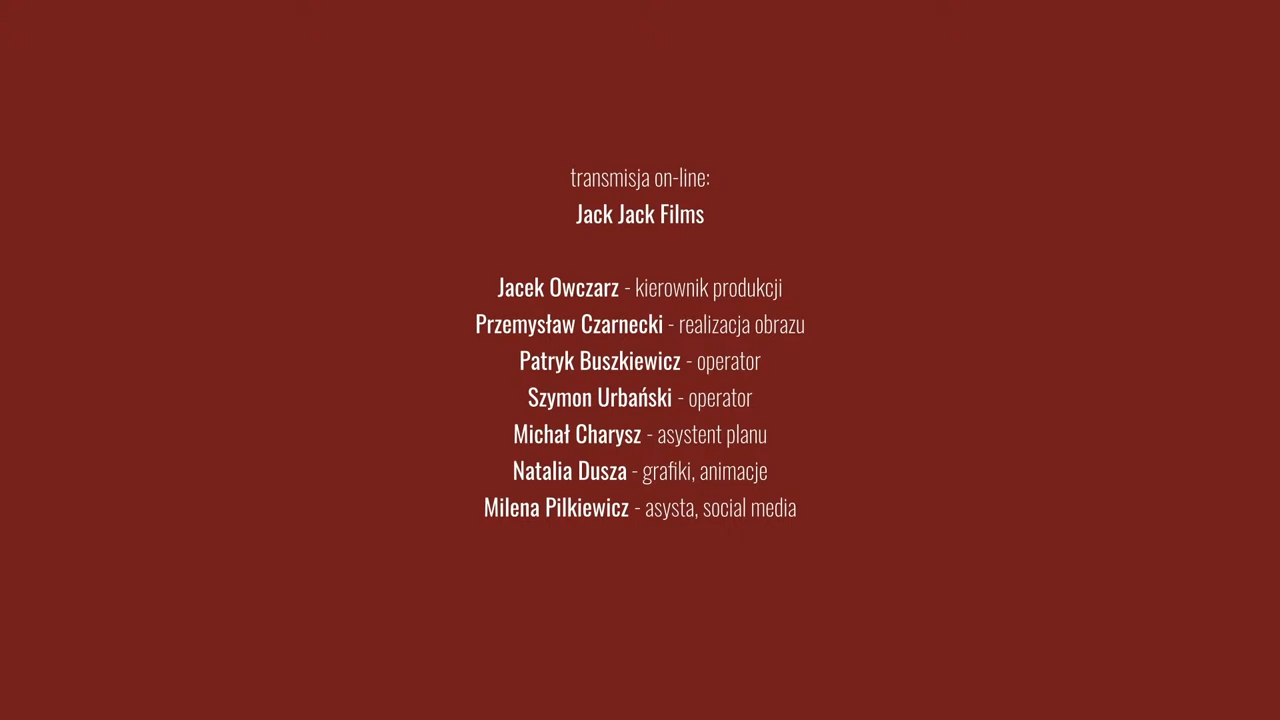 transmisja on-line:
Jack Jack Films
Jacek Owczarz - kierownik produkcji
Przemysław Czarnecki - realizacja obrazu
Patryk Buszkiewicz - operator
Szymon Urbański - operator
Michał Charysz - asystent planu
Natalia Dusza - grafiki, animacje
Milena Pilkiewicz - asysta, social media